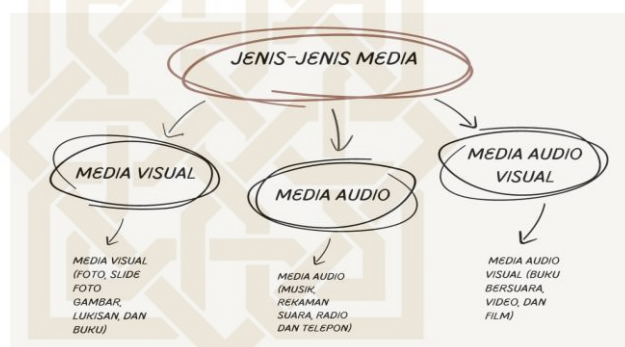 JENIS-JENIS MEDIA
MEDIA VISUAL
MEDIA AUDIO
MEDIA AUDIO
VISUAL
MEDIA VISUAL
(FOTO, SLIDE
FOTO
GAMBAR,
LUKISAN, DAN
BUKU)
MEDIA AUDIO
(MUSIK,
REKAMAN
SUARA, RADIO
DAN TELEPON)
MEDIA AUDIO
VISUAL (BUKU
BERSUARA,
VIDEO, DAN
FILM)